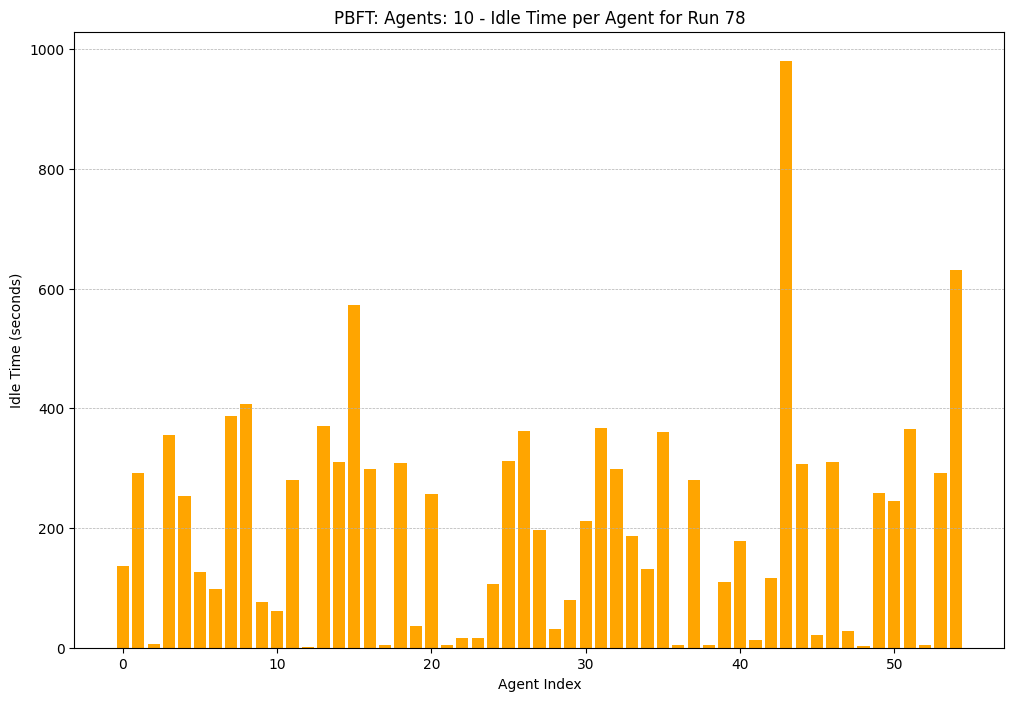 PBFT: Agents: 10 - Idle Time per Agent for Run 78
1000
800
600
400
200
0
Idle Time (seconds)
0 10 20 30 40 50
Agent Index